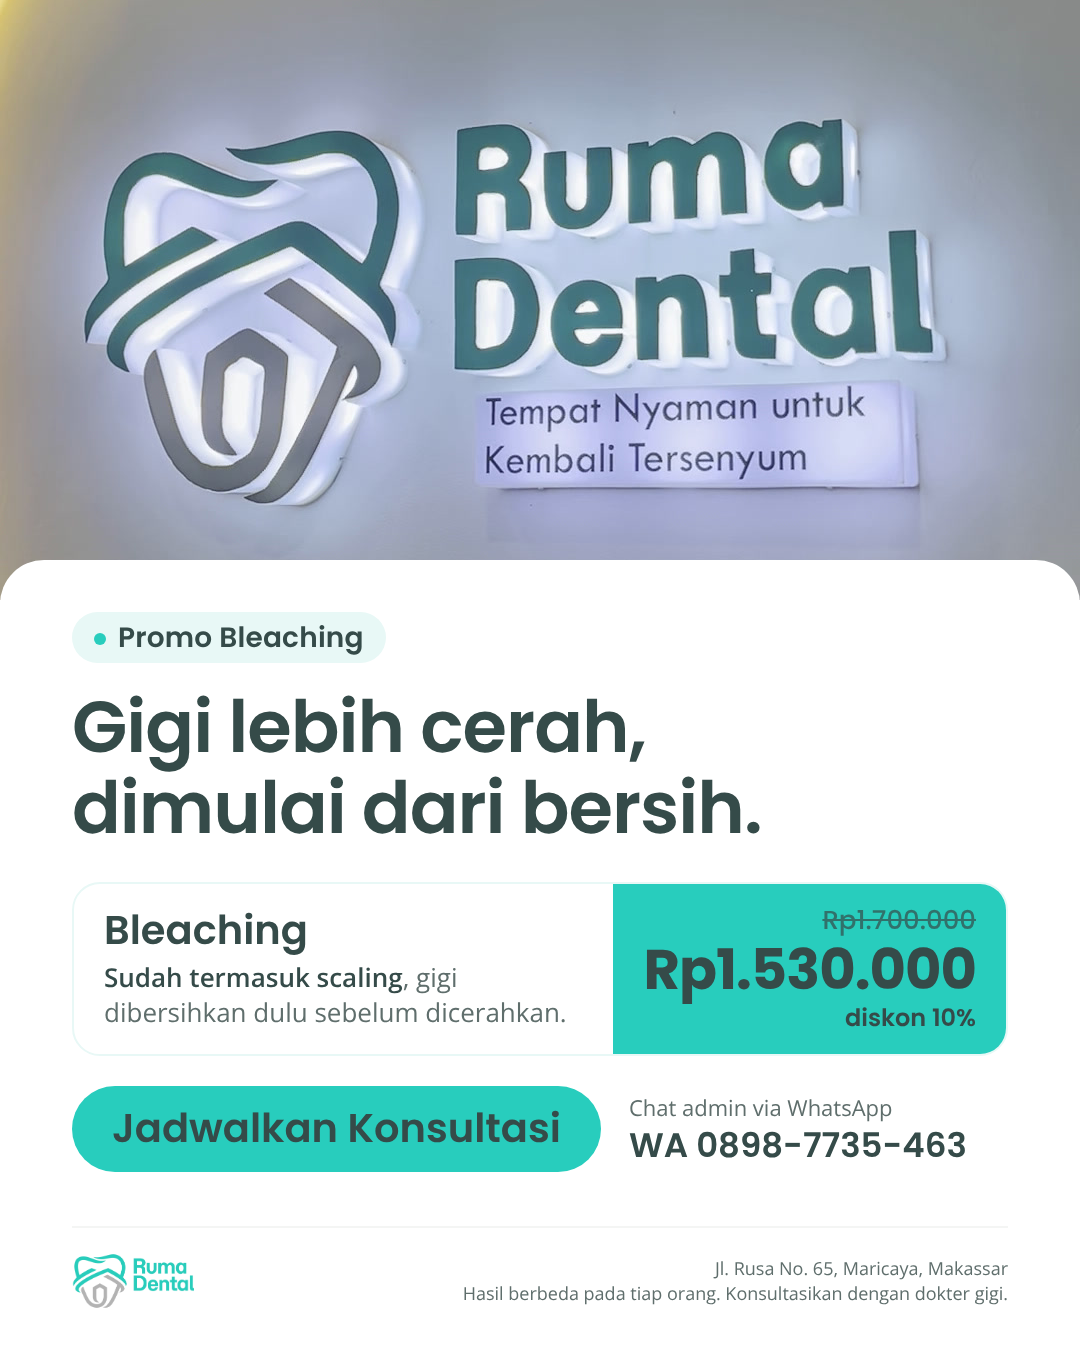 Ruma
Dental
Tempat Nyaman untuk
Kembali Tersenyum
Promo Bleaching
Gigi lebih cerah,
dimulai dari bersih.
Bleaching
Sudah termasuk scaling, gigi
dibersihkan dulu sebelum dicerahkan.
Rp1.700.000
Rp1.530.000
diskon 10%
Jadwalkan Konsultasi
Chat admin via WhatsApp
WA 0898-7735-463
Ruma
Dental
Jl. Rusa No. 65, Maricaya, Makassar
Hasil berbeda pada tiap orang. Konsultasikan dengan dokter gigi.